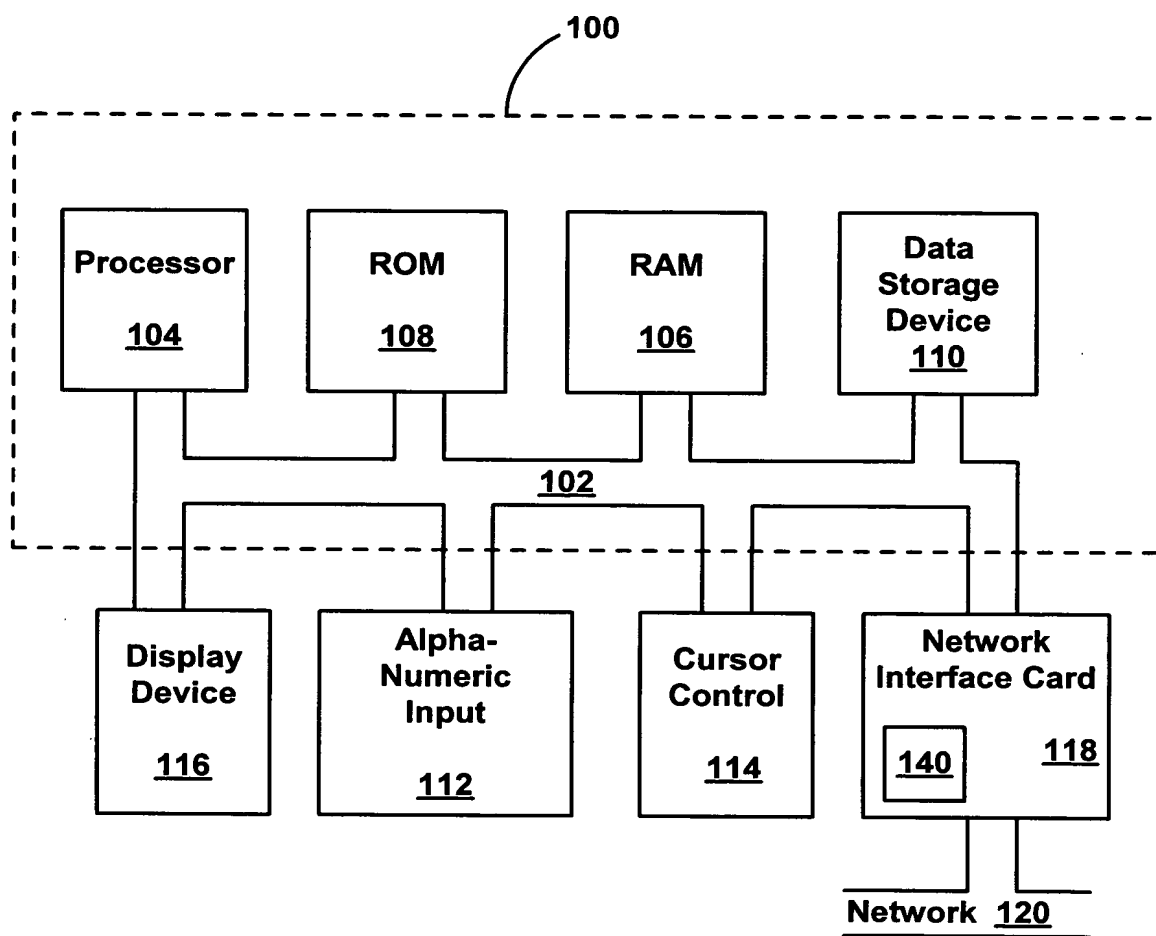 100
Processor
104
ROM
108
RAM
106
Data
Storage
Device
110
102
Display
Device
116
Alpha-
Numeric
Input
112
Cursor
Control
114
Network
Interface Card
140
118
Network 120